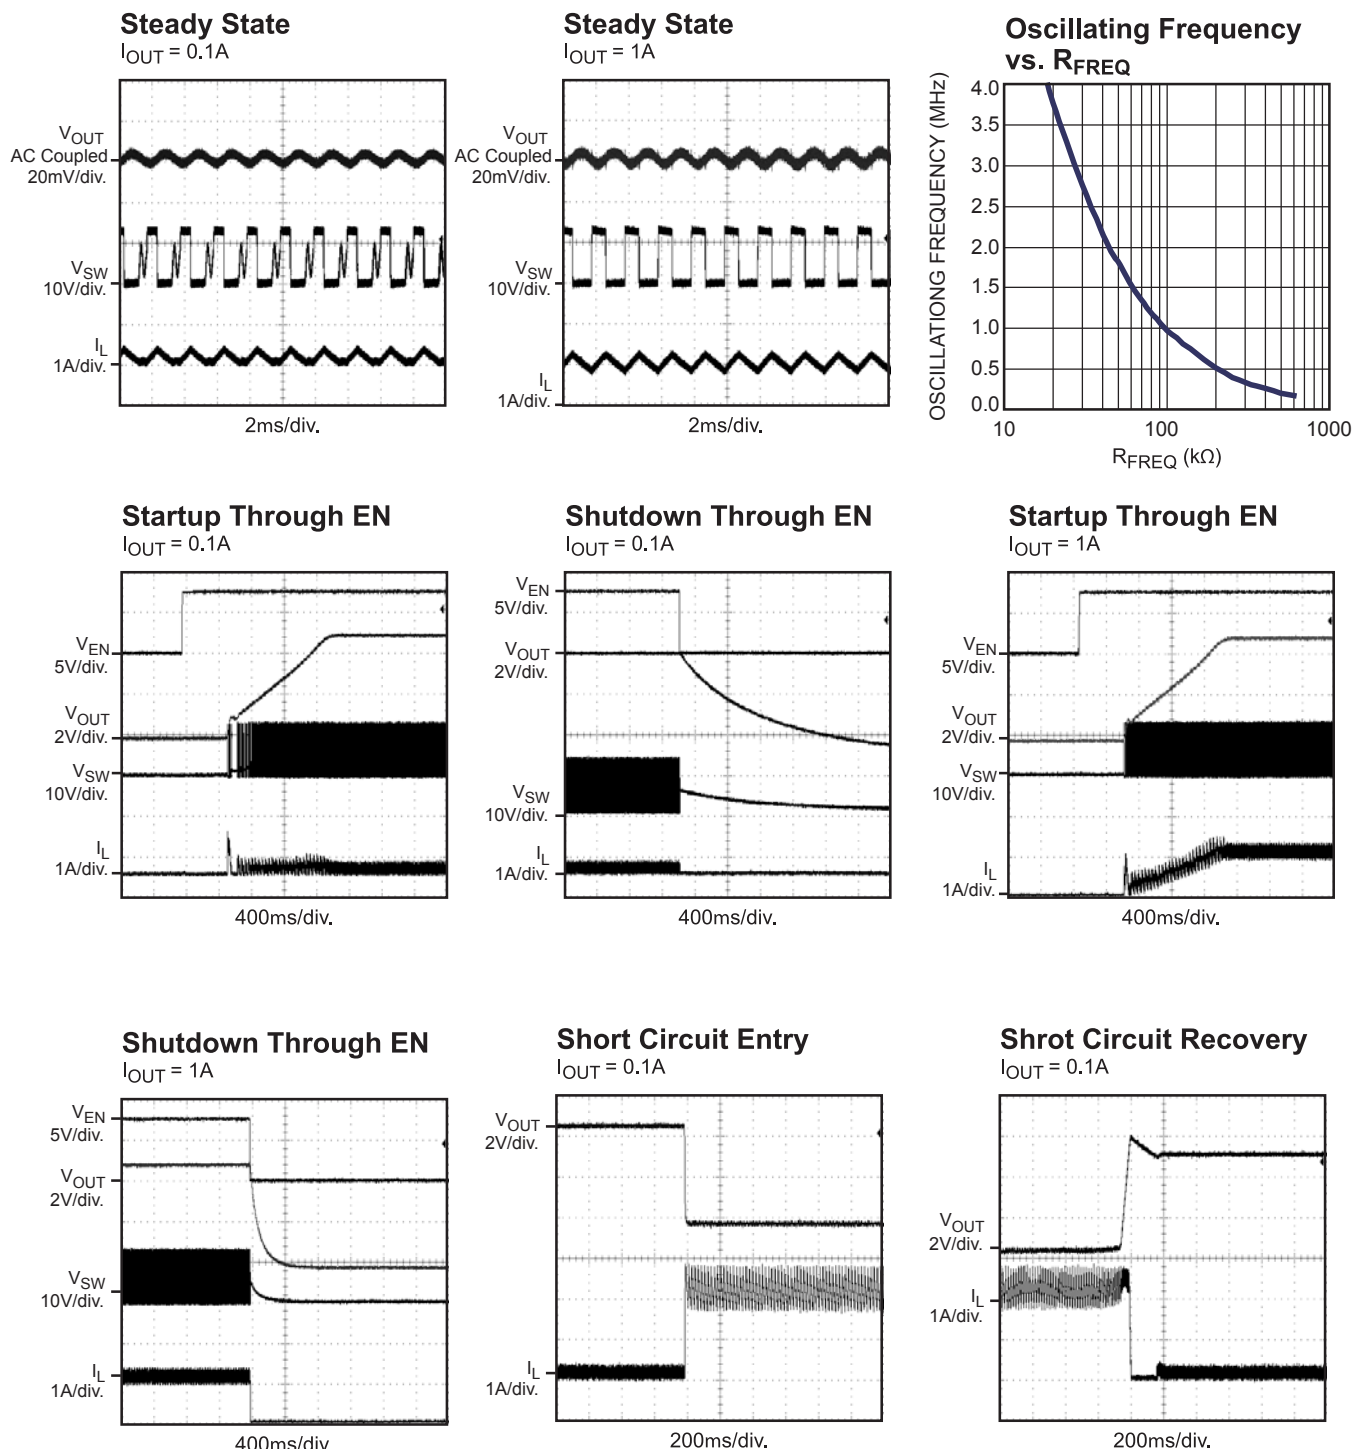 Steady State
IOUT = 0.1A
VOUT
AC Coupled
20mV/div.
VSW
10V/div.
IL
1A/div.
2ms/div.
Steady State
IOUT = 1A
VOUT
AC Coupled
20mV/div.
VSW
10V/div.
IL
1A/div.
2ms/div.
Oscillating Frequency
vs. RFREQ
OSCILLATIONG FREQUENCY (MHz)
4.0
3.5
3.0
2.5
2.0
1.5
1.0
0.5
0.0
10 100 1000
RFREQ (kΩ)
Startup Through EN
IOUT = 0.1A
VEN
5V/div.
VOUT
2V/div.
VSW
10V/div.
IL
1A/div.
400ms/div.
Shutdown Through EN
IOUT = 0.1A
VEN
5V/div.
VOUT
2V/div.
VSW
10V/div.
IL
1A/div.
400ms/div.
Startup Through EN
IOUT = 1A
VEN
5V/div.
VOUT
2V/div.
VSW
10V/div.
IL
1A/div.
400ms/div.
Shutdown Through EN
IOUT = 1A
VEN
5V/div.
VOUT
2V/div.
VSW
10V/div.
IL
1A/div.
400ms/div
Short Circuit Entry
IOUT = 0.1A
VOUT
2V/div.
IL
1A/div.
200ms/div.
Shrot Circuit Recovery
IOUT = 0.1A
VOUT
2V/div.
IL
1A/div.
200ms/div.